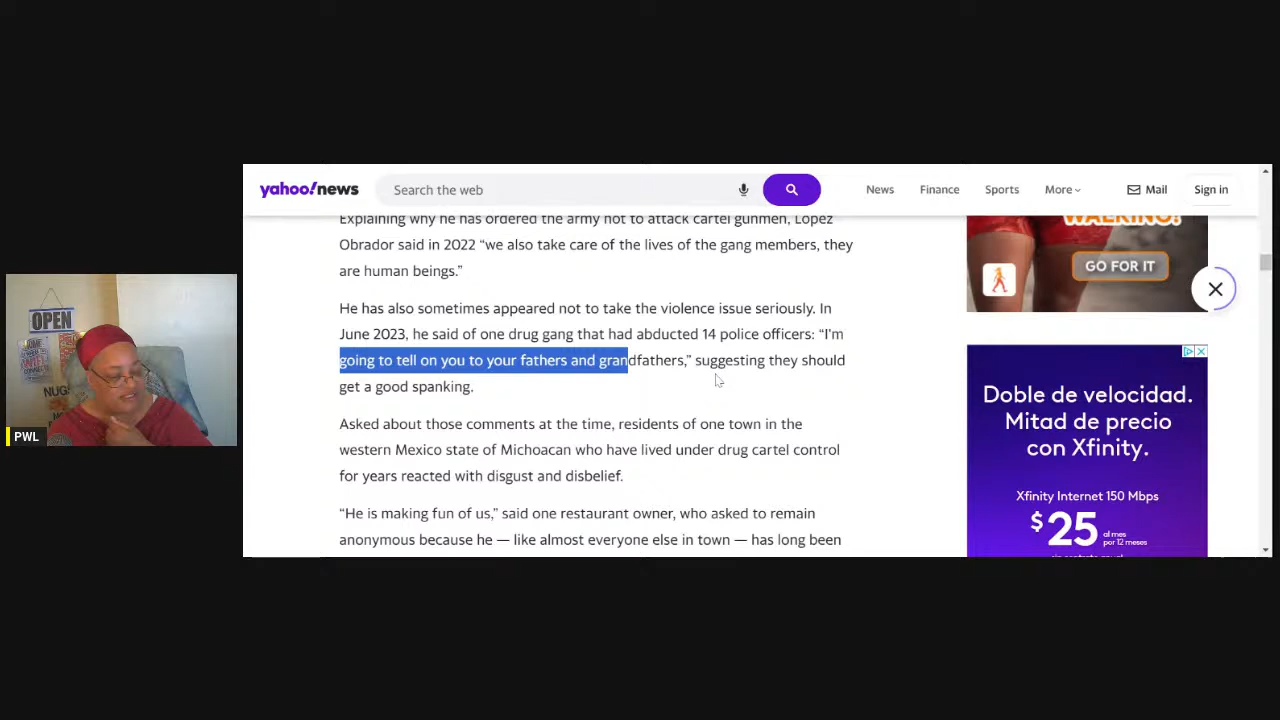 yahoo!news
Search the web
News
Finance
Sports
More
Mail
Sign in
Explaining why he has ordered the army not to attack cartel gunmen, López
Obrador said in 2022 “we also take care of the lives of the gang members, they
are human beings.”
He has also sometimes appeared not to take the violence issue seriously. In
June 2023, he said of one drug gang that had abducted 14 police officers: “I'm
going to tell on you to your fathers and grandfathers,” suggesting they should
get a good spanking.
Asked about those comments at the time, residents of one town in the
western Mexico state of Michoacan who have lived under drug cartel control
for years reacted with disgust and disbelief.
“He is making fun of us,” said one restaurant owner, who asked to remain
anonymous because he — like almost everyone else in town — has long been
WALKING!
GO FOR IT
Doble de velocidad.
Mitad de precio
con Xfinity.
Xfinity Internet 150 Mbps
$25 al mes
por 12 meses
OPEN
NUGS
PWL